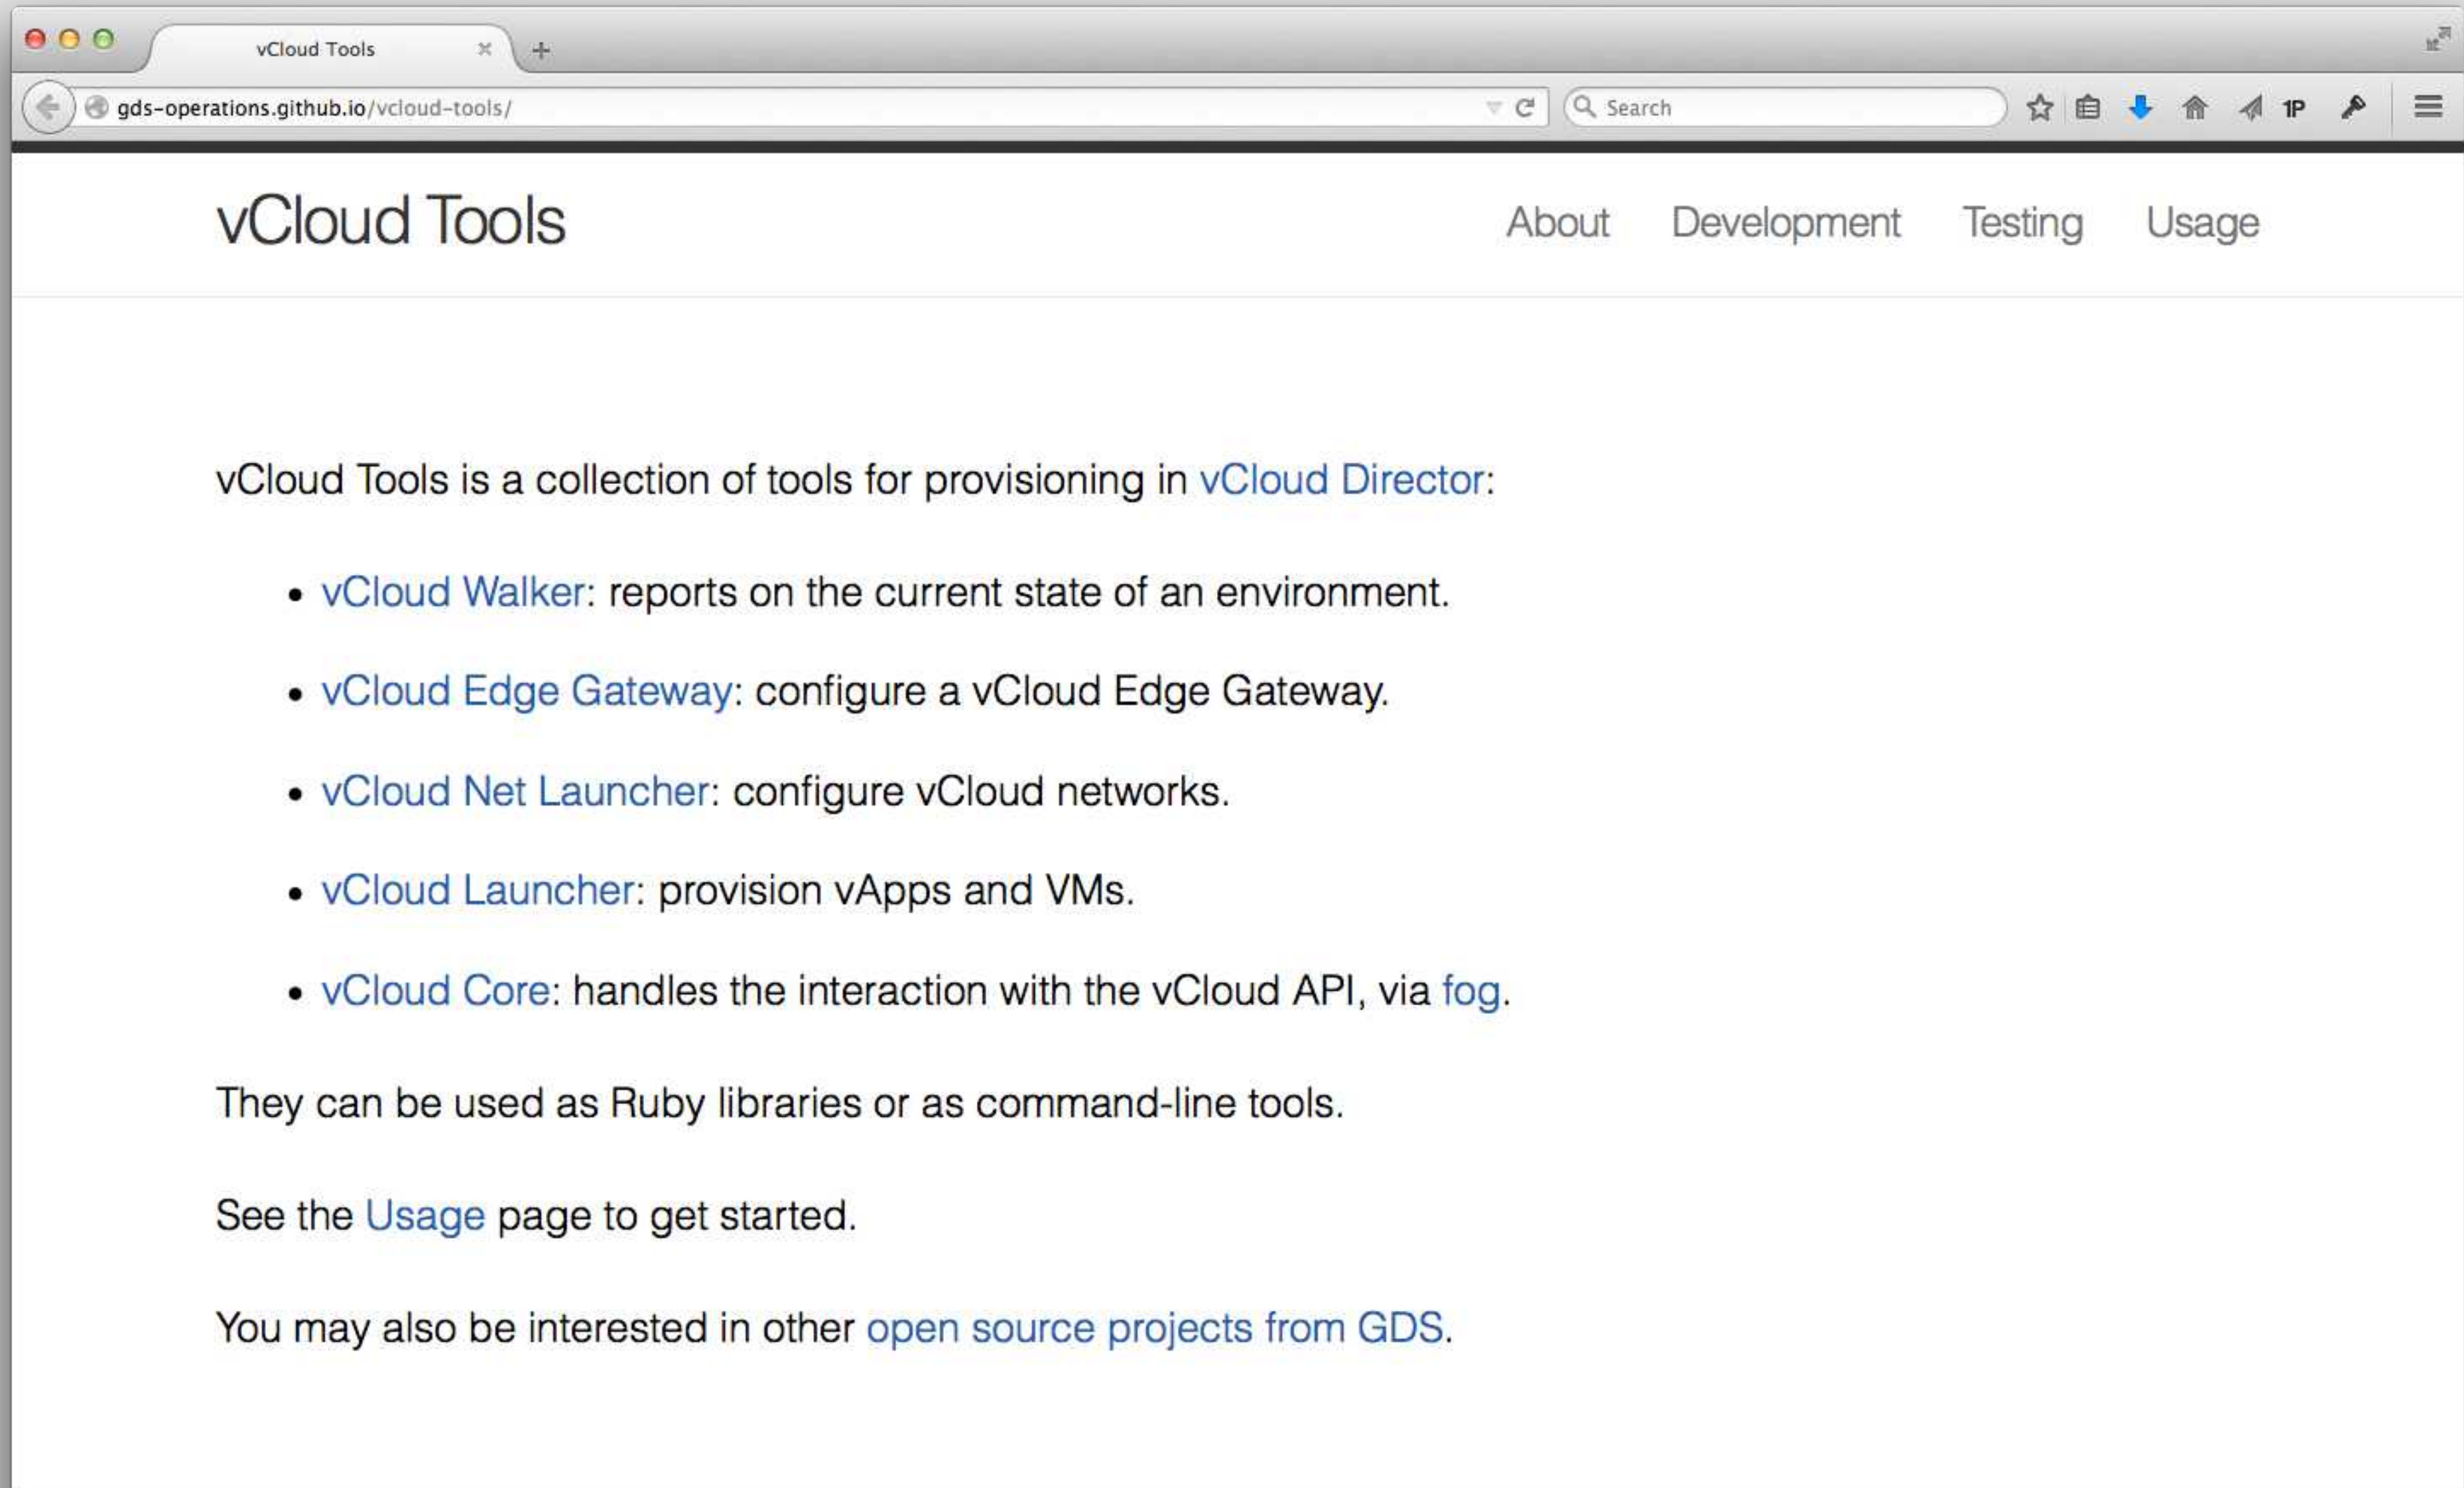 vCloud Tools
gds-operations.github.io/vcloud-tools/
Search
1P
vCloud Tools
About Development Testing Usage
vCloud Tools is a collection of tools for provisioning in vCloud Director:
• vCloud Walker: reports on the current state of an environment.
• vCloud Edge Gateway: configure a vCloud Edge Gateway.
• vCloud Net Launcher: configure vCloud networks.
• vCloud Launcher: provision vApps and VMs.
• vCloud Core: handles the interaction with the vCloud API, via fog.
They can be used as Ruby libraries or as command-line tools.
See the Usage page to get started.
You may also be interested in other open source projects from GDS.